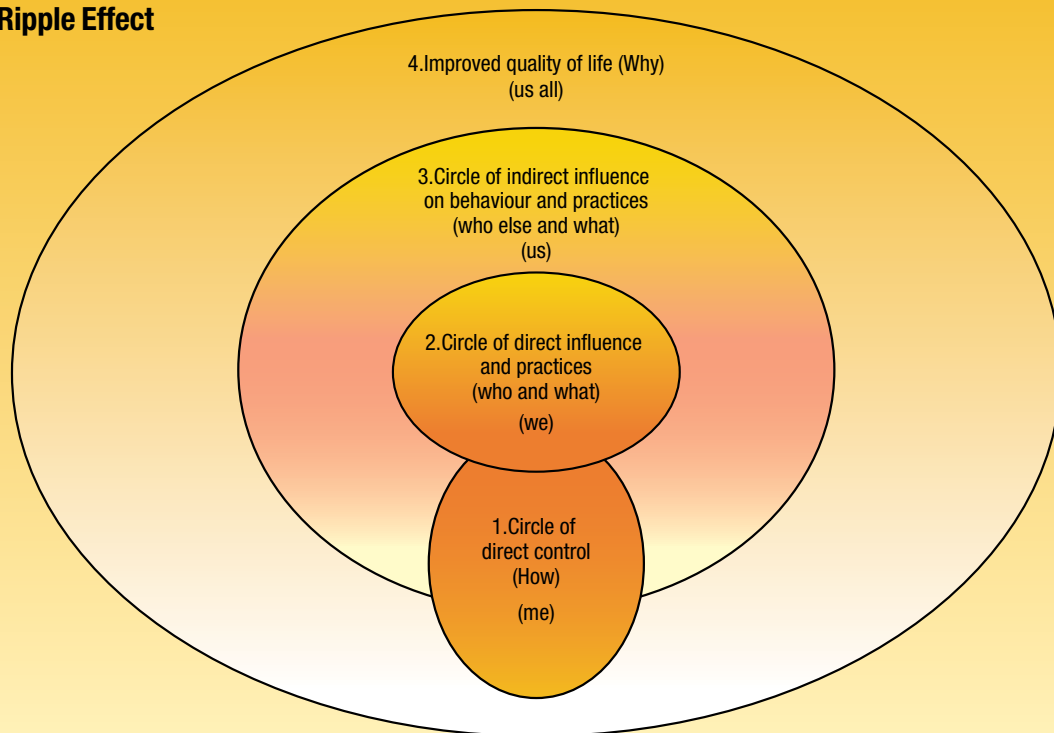 Ripple Effect
4.Improved quality of life (Why)
(us all)
3.Circle of indirect influence
on behaviour and practices
(who else and what)
(us)
2.Circle of direct influence
and practices
(who and what)
(we)
1.Circle of
direct control
(How)
(me)